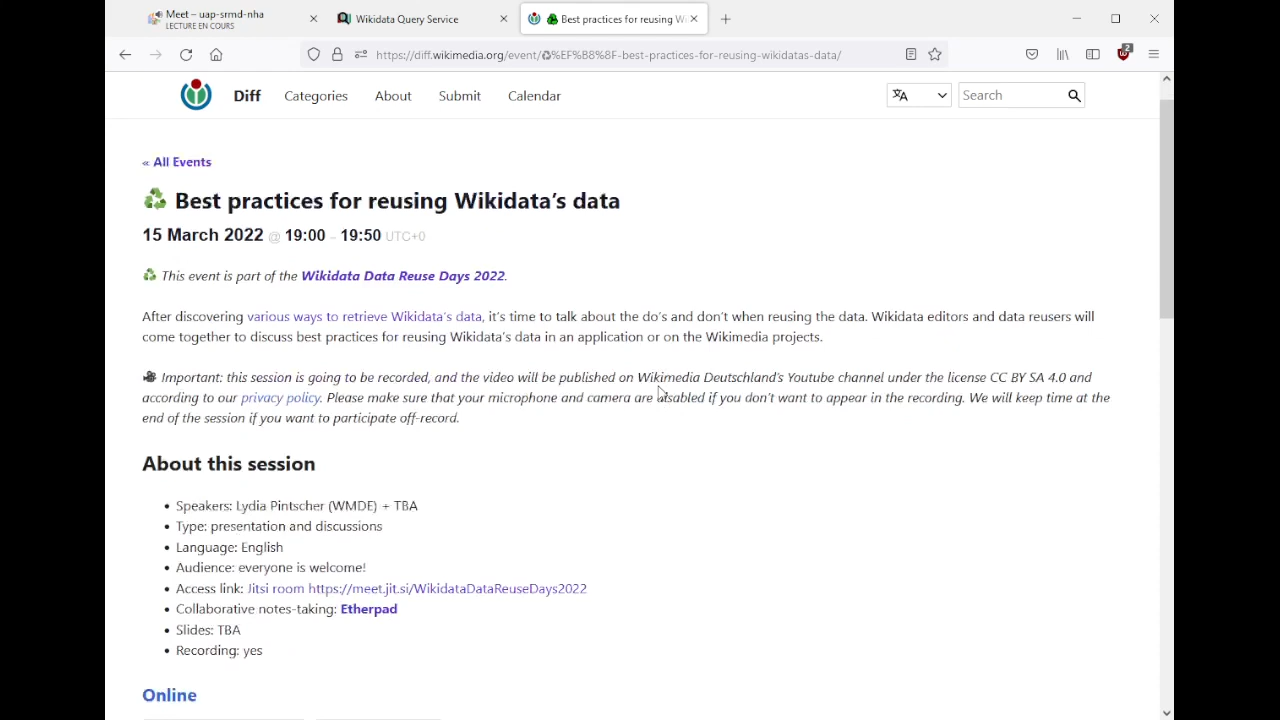 Meet – uap-srmd-nha
LECTURE EN COURS
Wikidata Query Service
Best practices for reusing Wi
https://diff.wikimedia.org/event/♻%EF%B8%8F-best-practices-for-reusing-wikidatas-data/
2
Diff
Categories
About
Submit
Calendar
Search
« All Events
Best practices for reusing Wikidata’s data
15 March 2022 @ 19:00 - 19:50 UTC+0
This event is part of the Wikidata Data Reuse Days 2022.
After discovering various ways to retrieve Wikidata’s data, it’s time to talk about the do’s and don’t when reusing the data. Wikidata editors and data reusers will
come together to discuss best practices for reusing Wikidata’s data in an application or on the Wikimedia projects.
Important: this session is going to be recorded, and the video will be published on Wikimedia Deutschland’s Youtube channel under the license CC BY SA 4.0 and
according to our privacy policy. Please make sure that your microphone and camera are disabled if you don’t want to appear in the recording. We will keep time at the
end of the session if you want to participate off-record.
About this session
• Speakers: Lydia Pintscher (WMDE) + TBA
• Type: presentation and discussions
• Language: English
• Audience: everyone is welcome!
• Access link: Jitsi room https://meet.jit.si/WikidataDataReuseDays2022
• Collaborative notes-taking: Etherpad
• Slides: TBA
• Recording: yes
Online